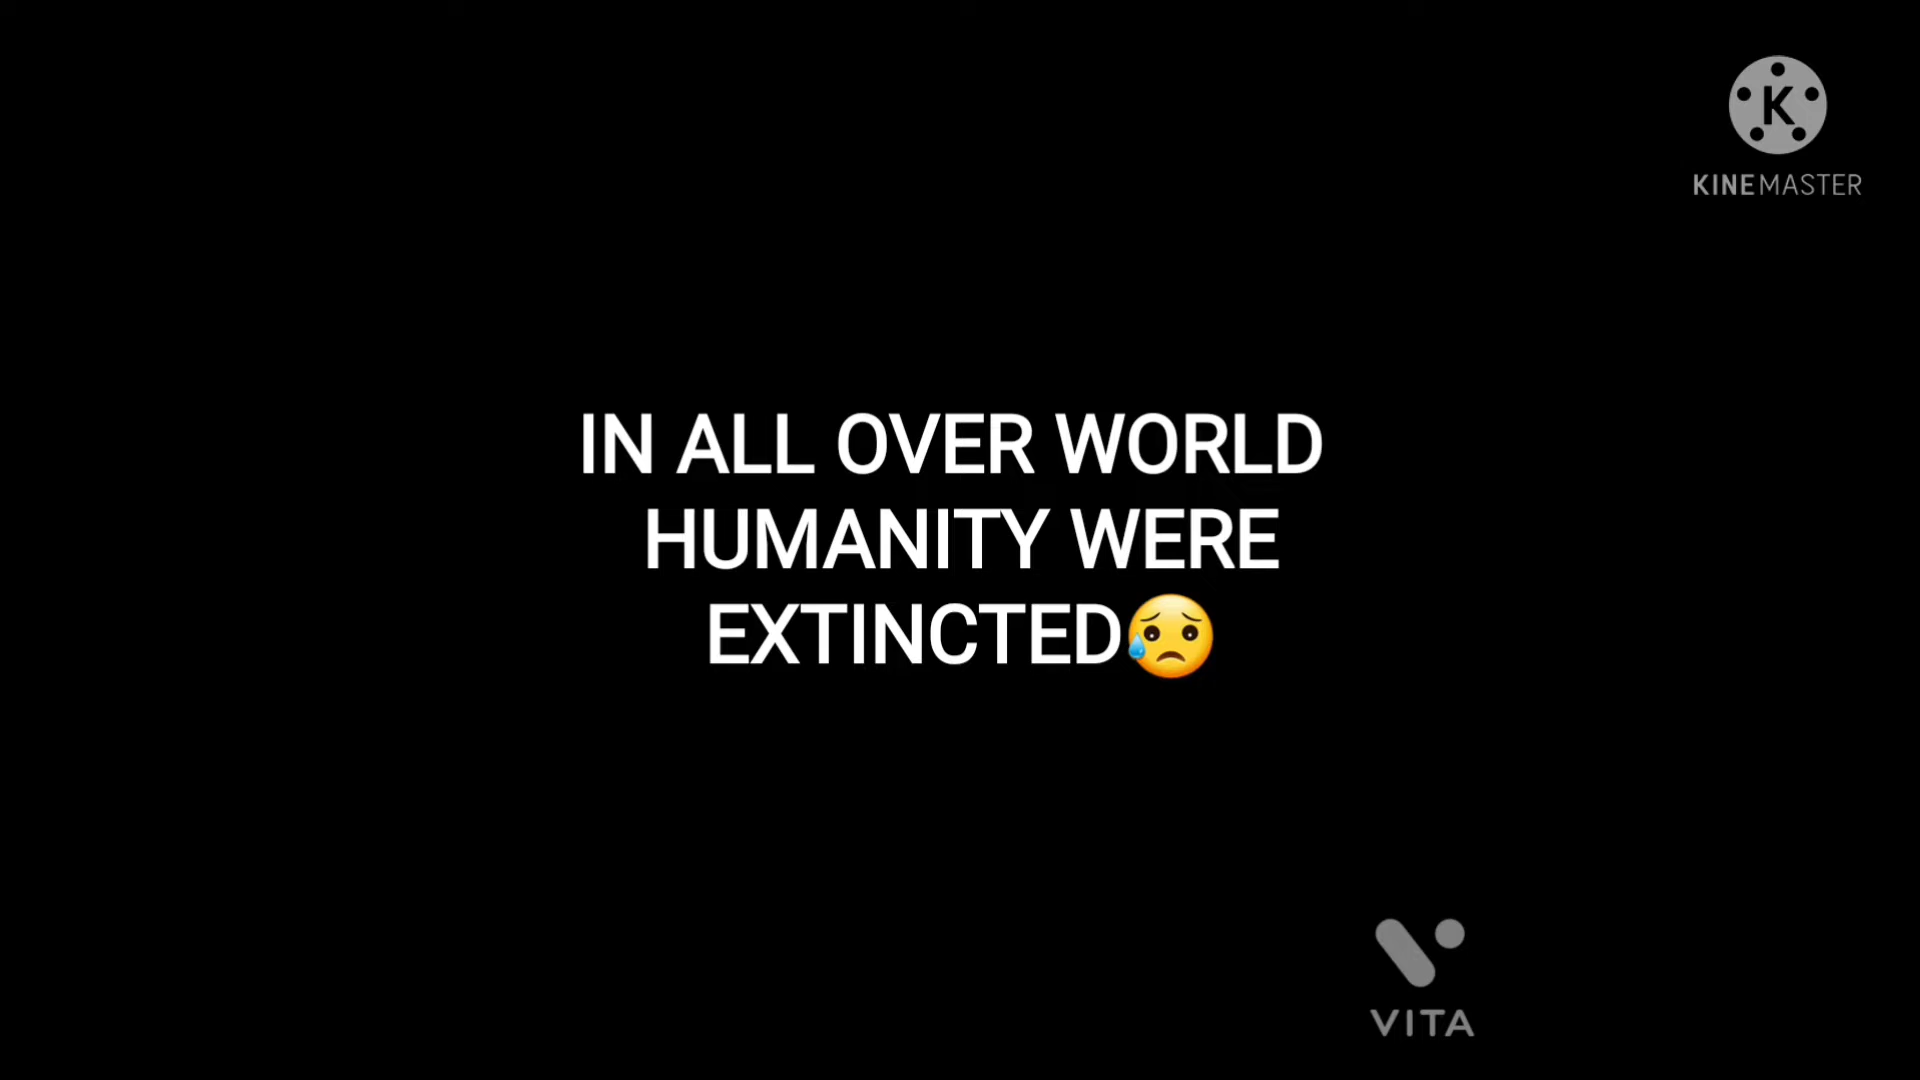 KINEMASTER
IN ALL OVER WORLD
HUMANITY WERE
EXTINCTED😥
VITA